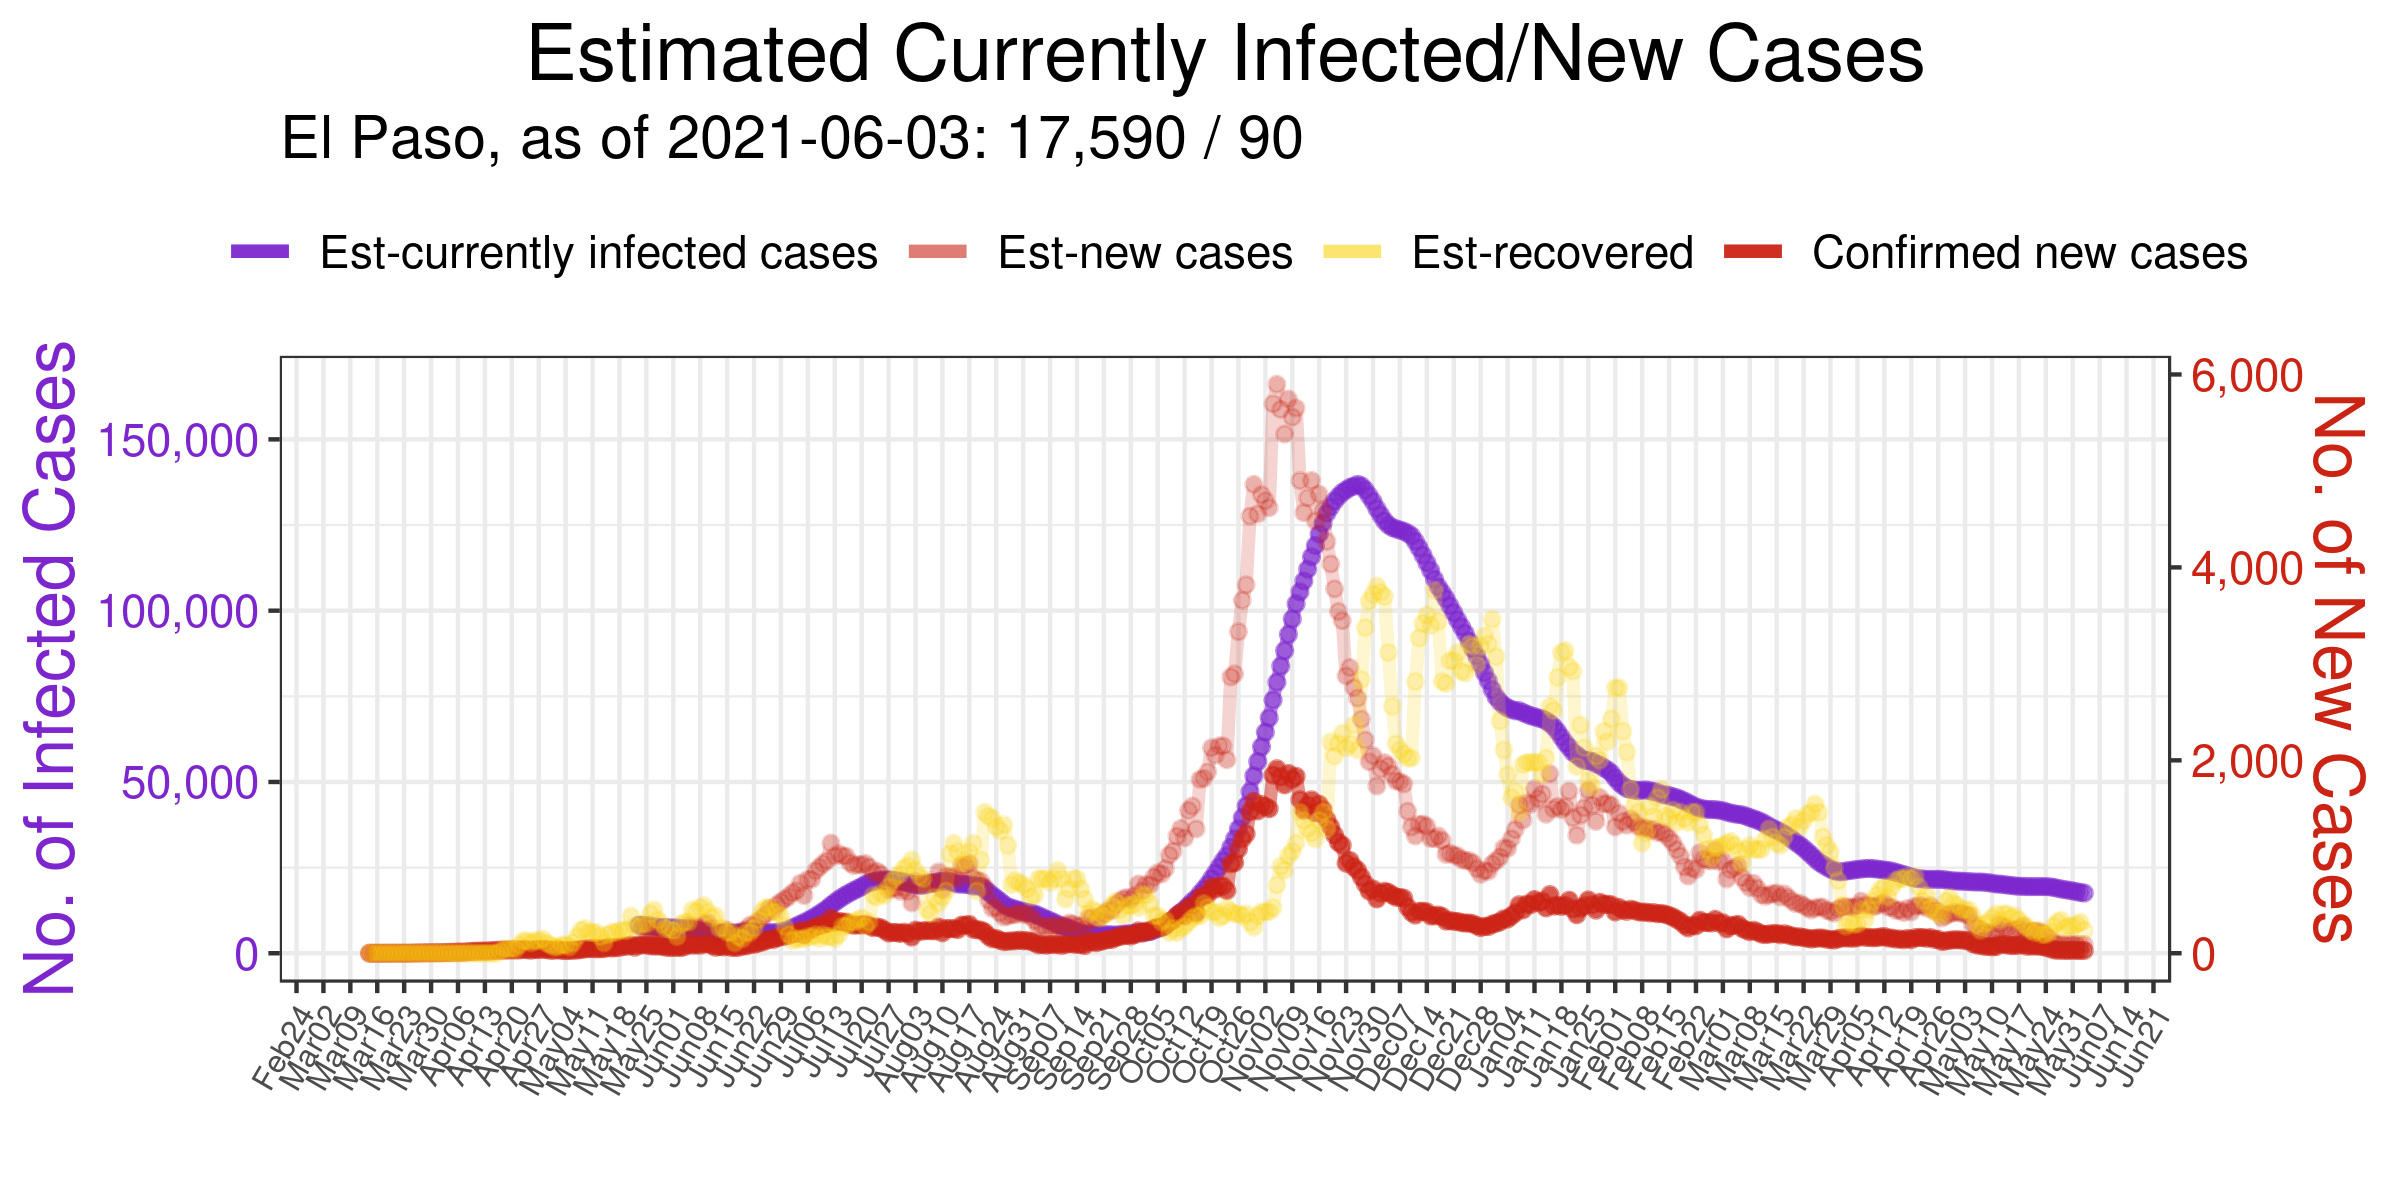 Estimated Currently Infected/New Cases
El Paso, as of 2021-06-03: 17,590 / 90
Est-currently infected cases Est-new cases Est-recovered Confirmed new cases
No. of Infected Cases
150,000
100,000
50,000
0
6,000
4,000
2,000
0
No. of New Cases
Feb24 Mar02 Mar09 Mar16 Mar23 Mar30 Apr06 Apr13 Apr20 Apr27 May04 May11 May18 May25 Jun01 Jun08 Jun15 Jun22 Jun29 Jul06 Jul13 Jul20 Jul27 Aug03 Aug10 Aug17 Aug24 Aug31 Sep07 Sep14 Sep21 Sep28 Oct05 Oct12 Oct19 Oct26 Nov02 Nov09 Nov16 Nov23 Nov30 Dec07 Dec14 Dec21 Dec28 Jan04 Jan11 Jan18 Jan25 Feb01 Feb08 Feb15 Feb22 Mar01 Mar08 Mar15 Mar22 Mar29 Apr05 Apr12 Apr19 Apr26 May03 May10 May17 May24 May31 Jun07 Jun14 Jun21